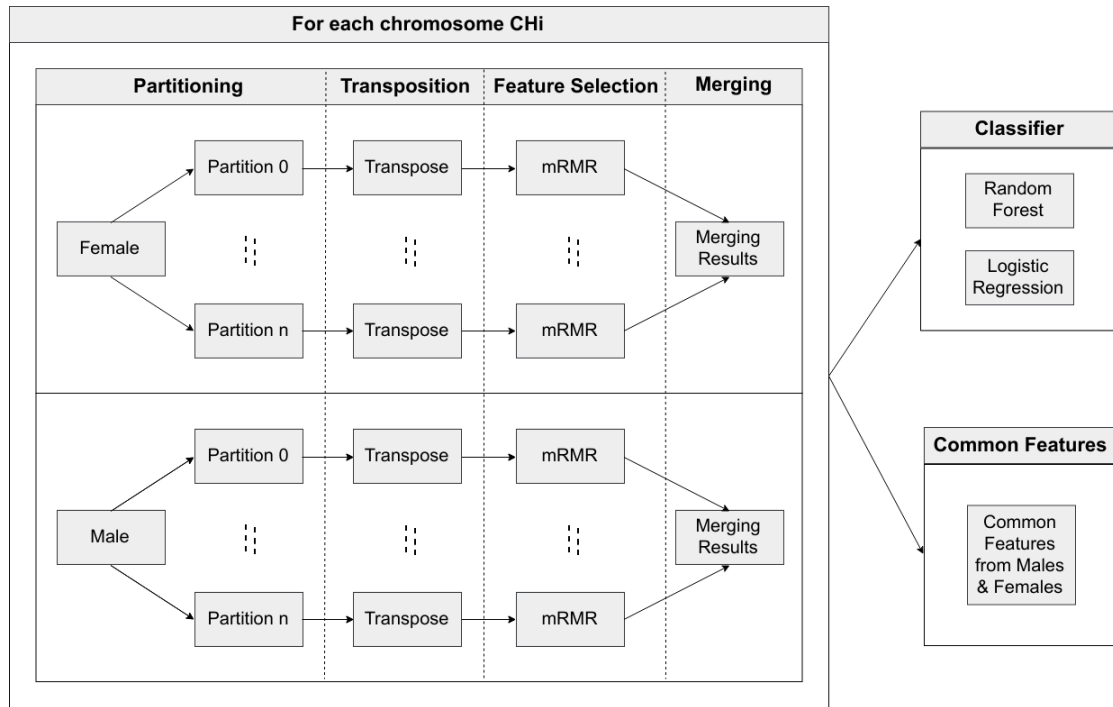 For each chromosome CHi
Partitioning
Transposition
Feature Selection
Merging
Female
Partition 0
Transpose
mRMR
Partition n
Transpose
mRMR
Merging
Results
Male
Partition 0
Transpose
mRMR
Partition n
Transpose
mRMR
Merging
Results
Classifier
Random
Forest
Logistic
Regression
Common Features
Common
Features
from Males
& Females